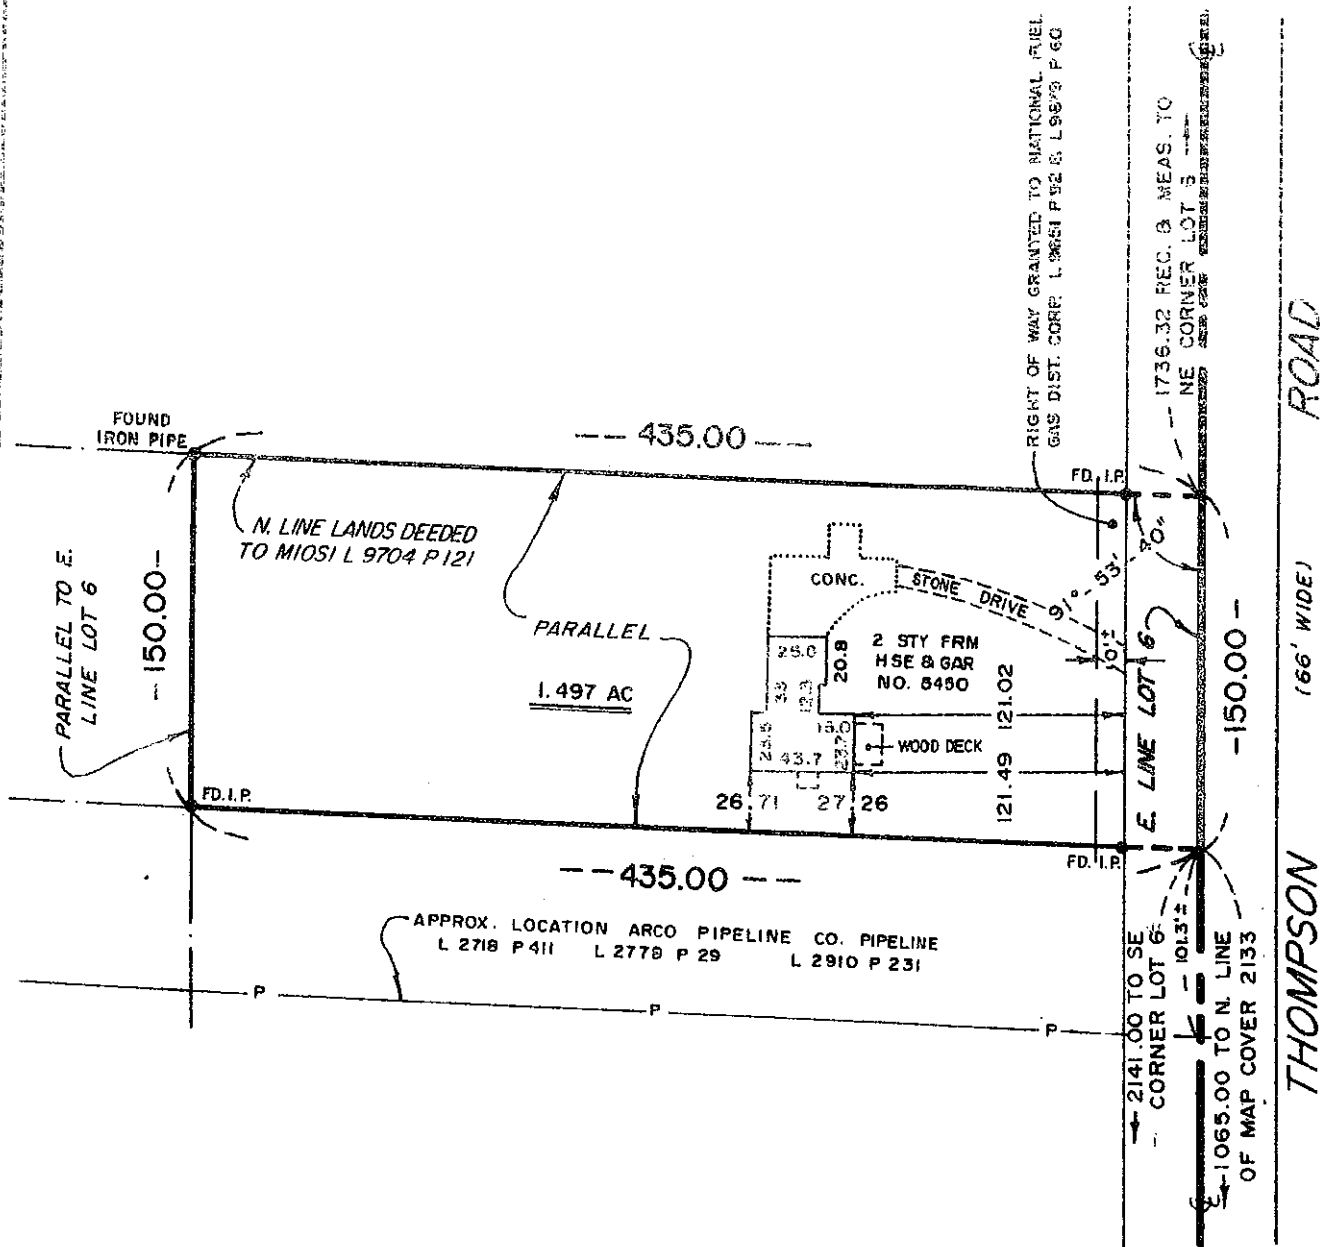 RIGHT OF WAY GRANTED TO NATIONAL FUEL
GAS DIST. CORP. L 9651 P 92 & P 60
1736.32 REC. & MEAS. TO
NE CORNER LOT 6
ROAD
(66' WIDE)
THOMPSON
FOUND
IRON PIPE
-- 435.00 --
FD. I.P.
N. LINE LANDS DEEDED
TO MIOSI L 9704 P 121
PARALLEL TO E.
LINE LOT 6
-150.00-
PARALLEL
1.497 AC
CONC.
STONE DRIVE
91° - 53'
10'±
2 STY FRM
HSE & GAR
NO.
25.0
20.8
12.3
43.7
23.7
WOOD DECK
121.02
121.49
26.71
27.26
E. LINE LOT 6
-150.00-
FD. I.P.
FD. I.P.
-- 435.00 --
APPROX. LOCATION ARCO PIPELINE CO. PIPELINE
L 2718 P 411 L 2778 P 29 L 2910 P 231
P
P
P
2141.00 TO SE
CORNER LOT 6
101.3'±
1065.00 TO N. LINE
OF MAP COVER 2133